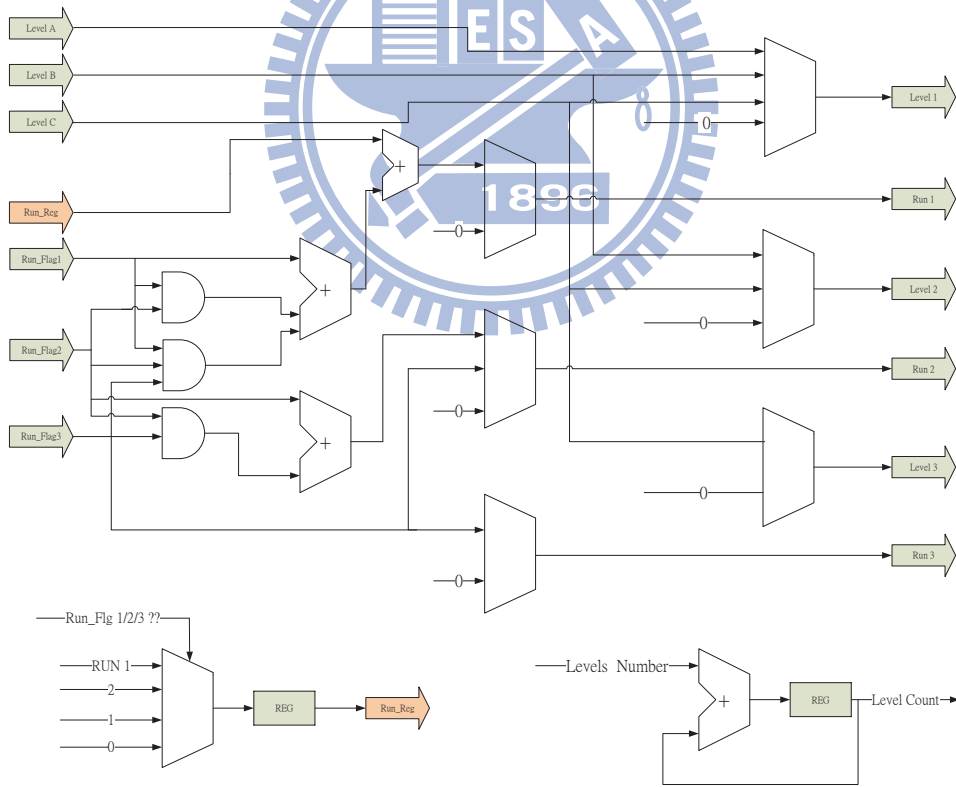 Level A
Level B
Level C
Run_Reg
Run_Flag1
Run_Flag2
Run_Flag3
E S A
8
1896
0
+
0
+
0
+
0
0
0
Level 1
Run 1
Level 2
Run 2
Level 3
Run 3
Run_Flg 1/2/3 ??
RUN 1
2
1
0
REG
Run_Reg
Levels Number
+
REG
Level Count